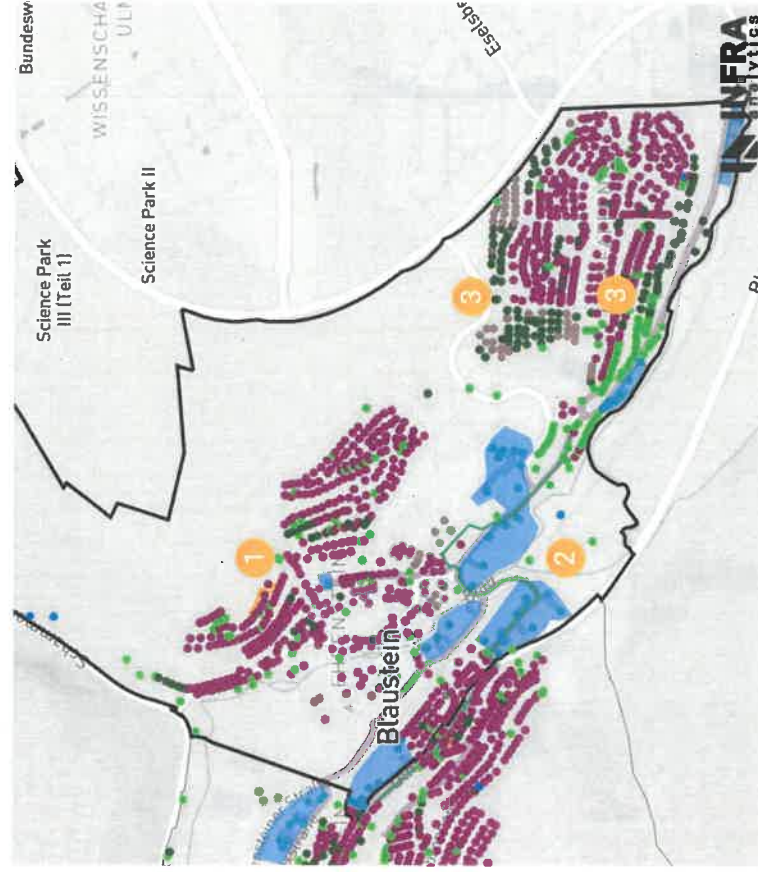 Bundesw
WISSENSCHA
ULM
Eselsbe
Science Park
III (Teil 1)
Science Park II
3
3
1
2
Blaustein
INFRA
analytics